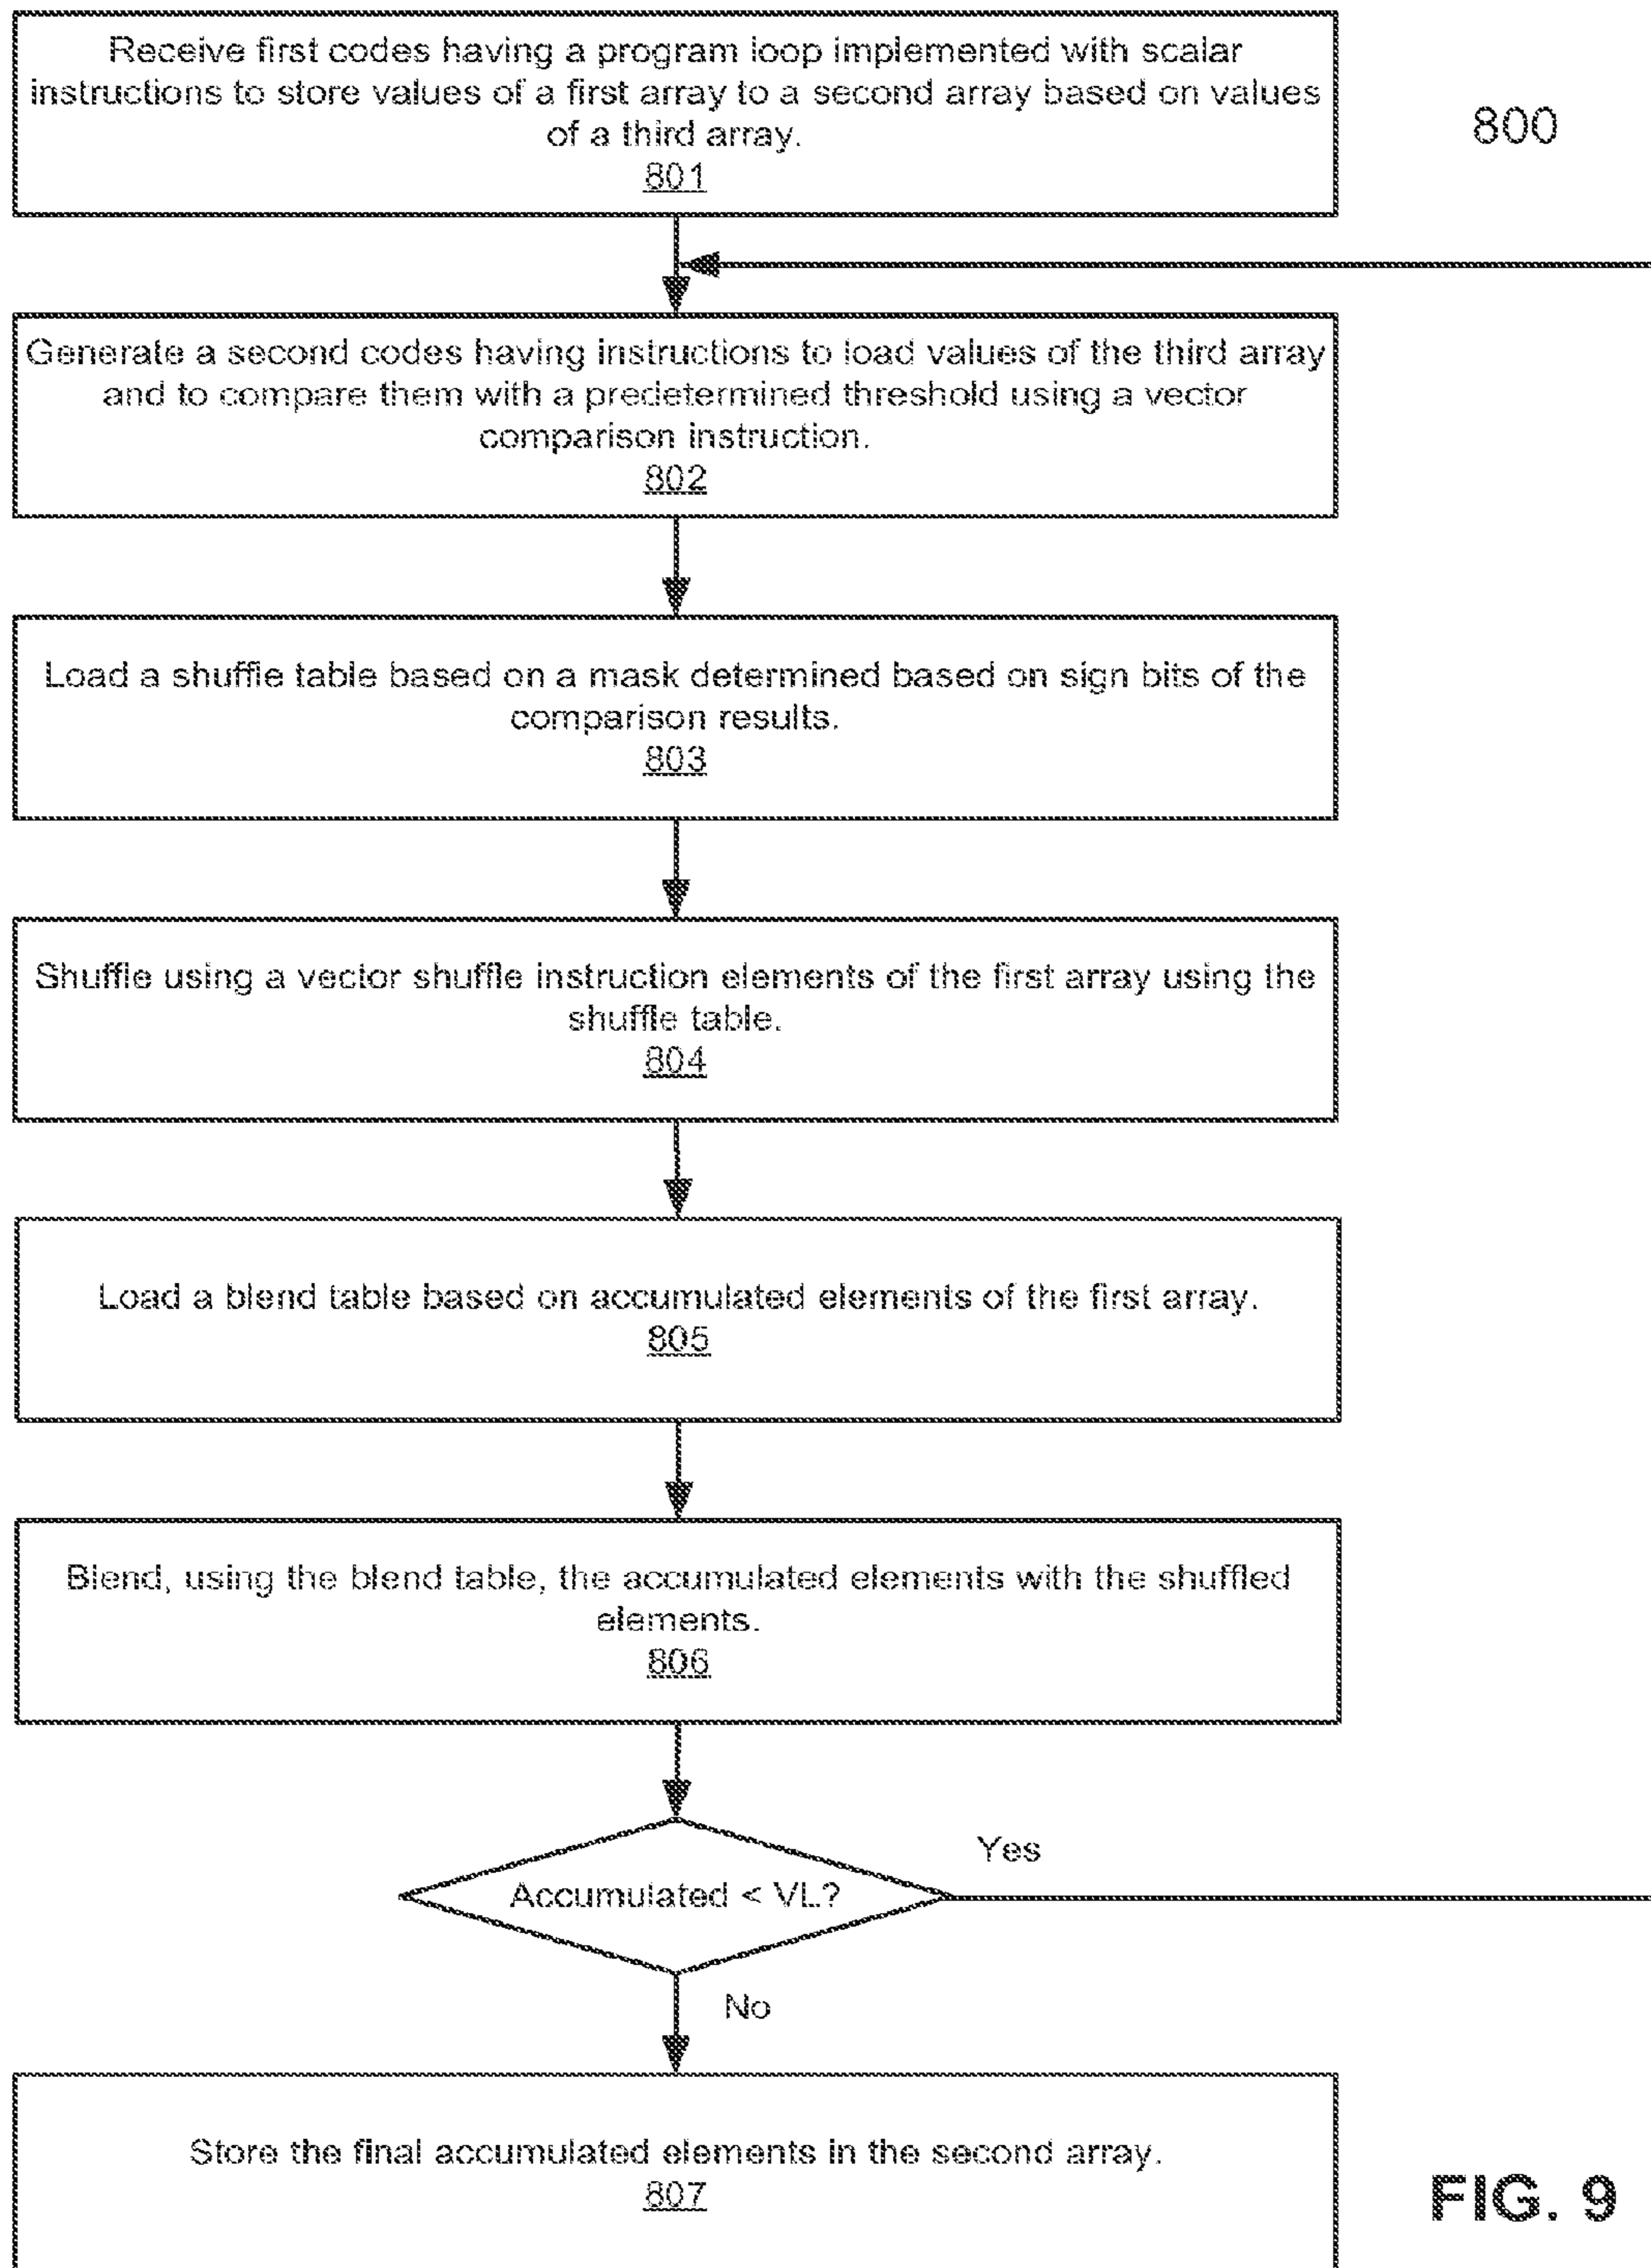 Receive first codes having a program loop implemented with scalar
instructions to store values of a first array to a second array based on values
of a third array.
801
800
Generate a second codes having instructions to load values of the third array
and to compare them with a predetermined threshold using a vector
comparison instruction.
802
Load a shuffle table based on a mask determined based on sign bits of the
comparison results.
803
Shuffle using a vector shuffle instruction elements of the first array using the
shuffle table.
804
Load a blend table based on accumulated elements of the first array.
805
Blend, using the blend table, the accumulated elements with the shuffled
elements.
806
Yes
Accumulated < VL?
No
Store the final accumulated elements in the second array.
807
FIG. 9